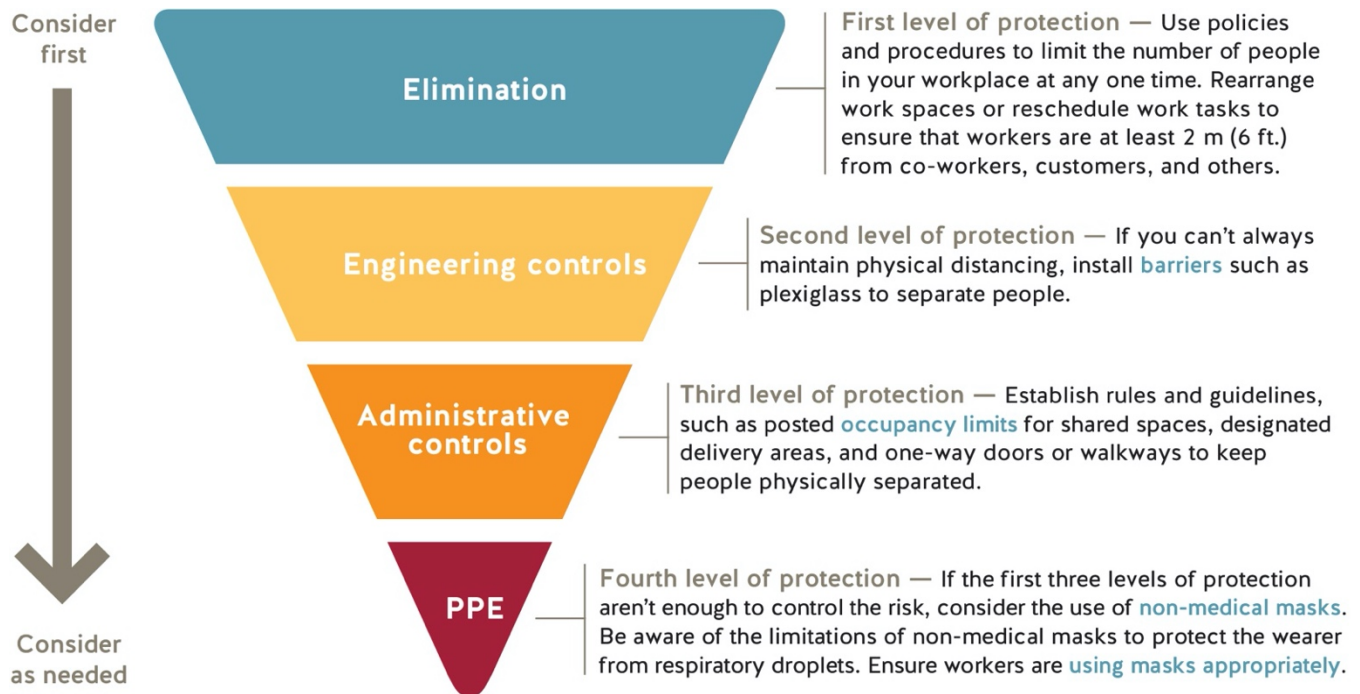 Consider
first
Elimination
First level of protection — Use policies
and procedures to limit the number of people
in your workplace at any one time. Rearrange
work spaces or reschedule work tasks to
ensure that workers are at least 2 m (6 ft.)
from co-workers, customers, and others.
Engineering controls
Second level of protection — If you can’t always
maintain physical distancing, install barriers such as
plexiglass to separate people.
Administrative
controls
Third level of protection — Establish rules and guidelines,
such as posted occupancy limits for shared spaces, designated
delivery areas, and one-way doors or walkways to keep
people physically separated.
PPE
Fourth level of protection — If the first three levels of protection
aren’t enough to control the risk, consider the use of non-medical masks.
Be aware of the limitations of non-medical masks to protect the wearer
from respiratory droplets. Ensure workers are using masks appropriately.
Consider
as needed